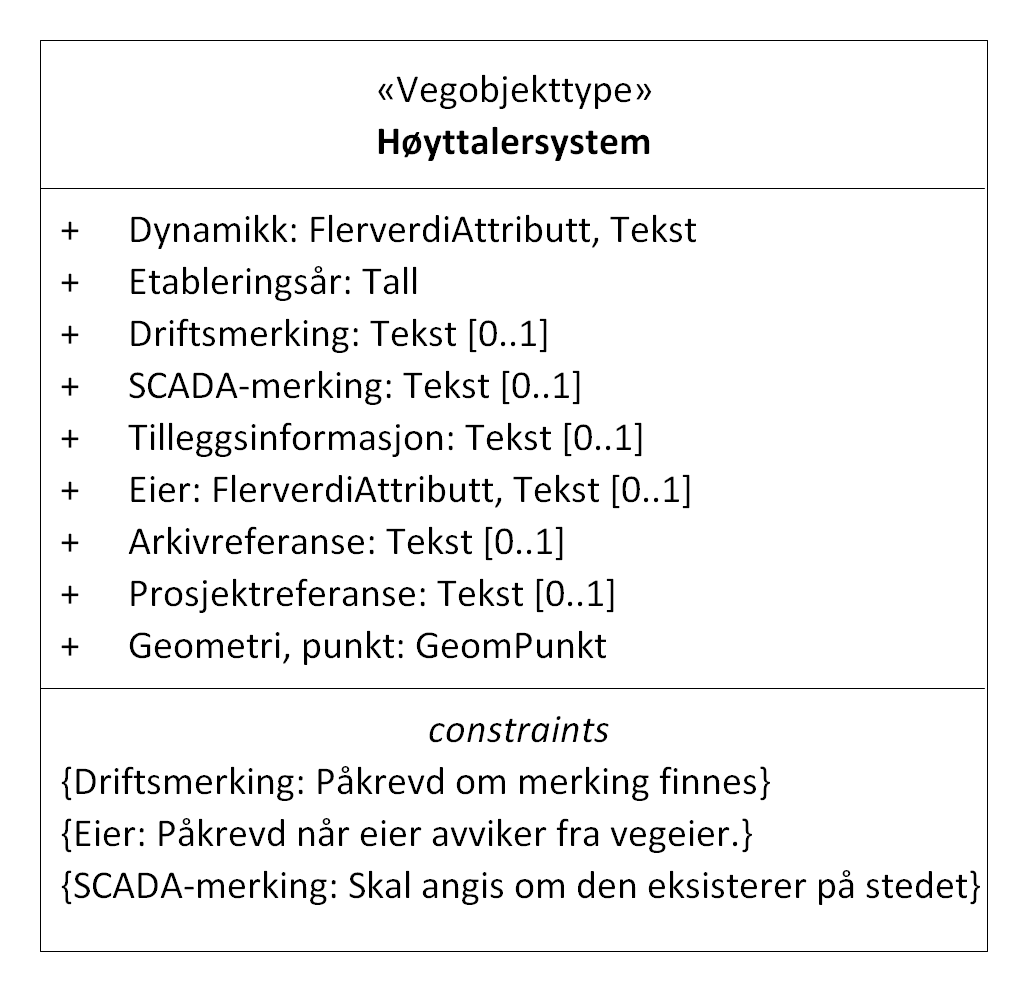 «Vegobjekttype»
Høyttalersystem
+ Dynamikk: FlerverdiAttributt, Tekst
+ Etableringsår: Tall
+ Driftsmerking: Tekst [0..1]
+ SCADA-merking: Tekst [0..1]
+ Tilleggsinformasjon: Tekst [0..1]
+ Eier: FlerverdiAttributt, Tekst [0..1]
+ Arkivreferanse: Tekst [0..1]
+ Prosjektreferanse: Tekst [0..1]
+ Geometri, punkt: GeomPunkt
constraints
{Driftsmerking: Påkrevd om merking finnes}
{Eier: Påkrevd når eier avviker fra vegeier.}
{SCADA-merking: Skal angis om den eksisterer på stedet}